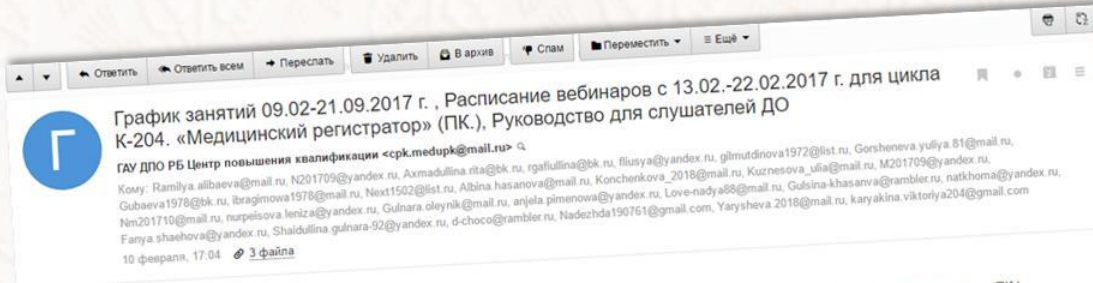 Ответить Ответить всем Переслать Удалить В архив Спам Переместить Ещё
График занятий 09.02-21.09.2017 г. , Расписание вебинаров с 13.02.-22.02.2017 г. для цикла
К-204. «Медицинский регистратор» (ПК.), Руководство для слушателей ДО
Г
ГАУ ДПО РБ Центр повышения квалификации <cpk.medupk@mail.ru>
Кому: Ramilya.alibaeva@mail.ru, N201709@yandex.ru, Axmadullina.rita@bk.ru, rgafiullina@bk.ru, fliusya@yandex.ru, gilmutdinova1972@list.ru, Gorsheneva.yuliya.81@mail.ru,
Gubaeva1978@bk.ru, ibragimowa1978@mail.ru, Next1502@list.ru, Albina.hasanova@mail.ru, Konchenkova_2018@mail.ru, Kuznesova_ulia@mail.ru, M201709@yandex.ru,
Nm201710@mail.ru, nurpeisova.leniza@yandex.ru, Gulnara.oleynik@mail.ru, anjela.pimenowa@yandex.ru, Love-nadya88@mail.ru, Gulsina-khasanva@rambler.ru, natkhoma@yandex.ru,
Fanya.shaehova@yandex.ru, Shaidullina.gulnara-92@yandex.ru, d-choco@rambler.ru, Nadezhda190761@gmail.com, Yarysheva.2018@mail.ru, karyakina.viktoriya204@gmail.com
10 февраля, 17:04 3 файла